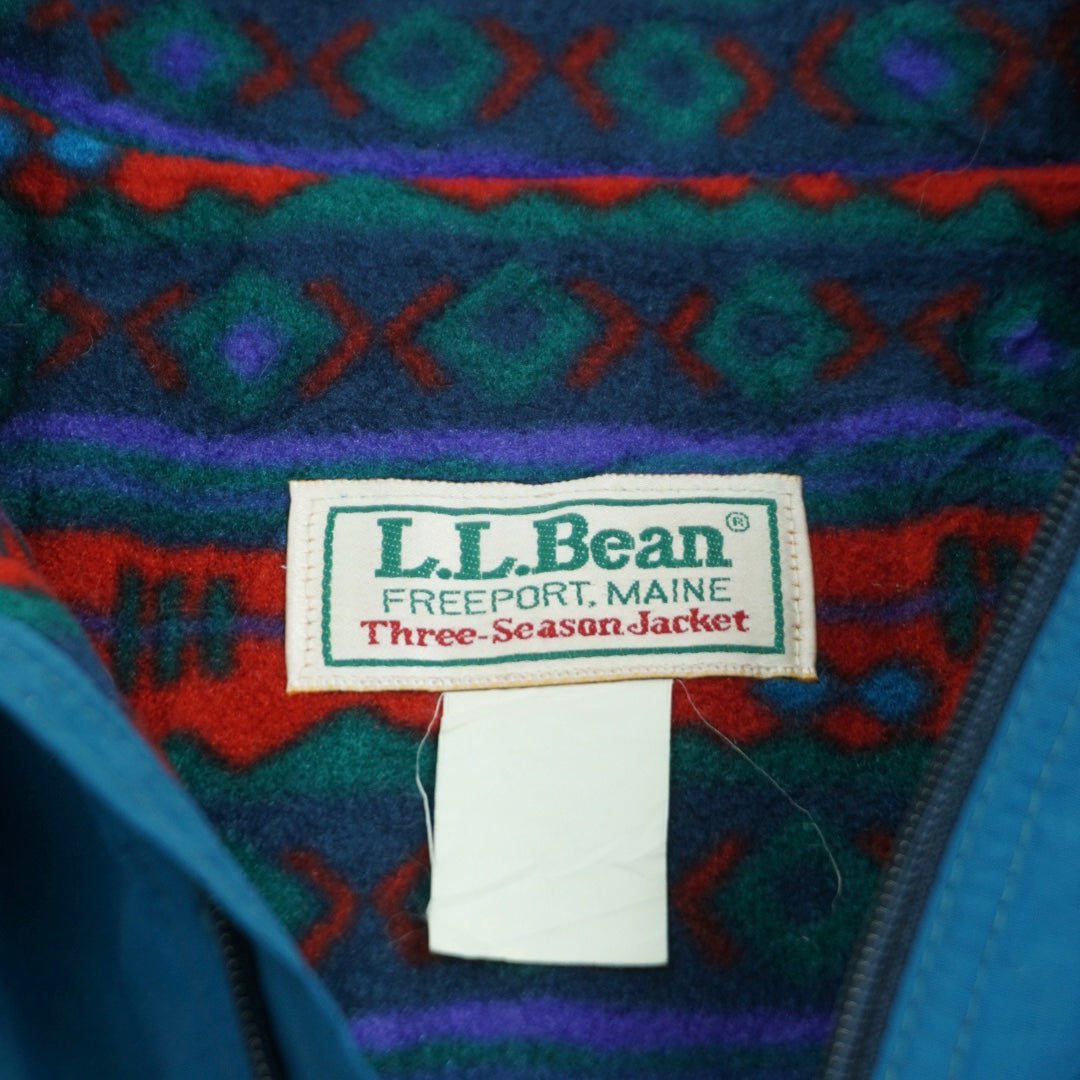 L.L.Bean®
FREEPORT, MAINE
Three-Season Jacket